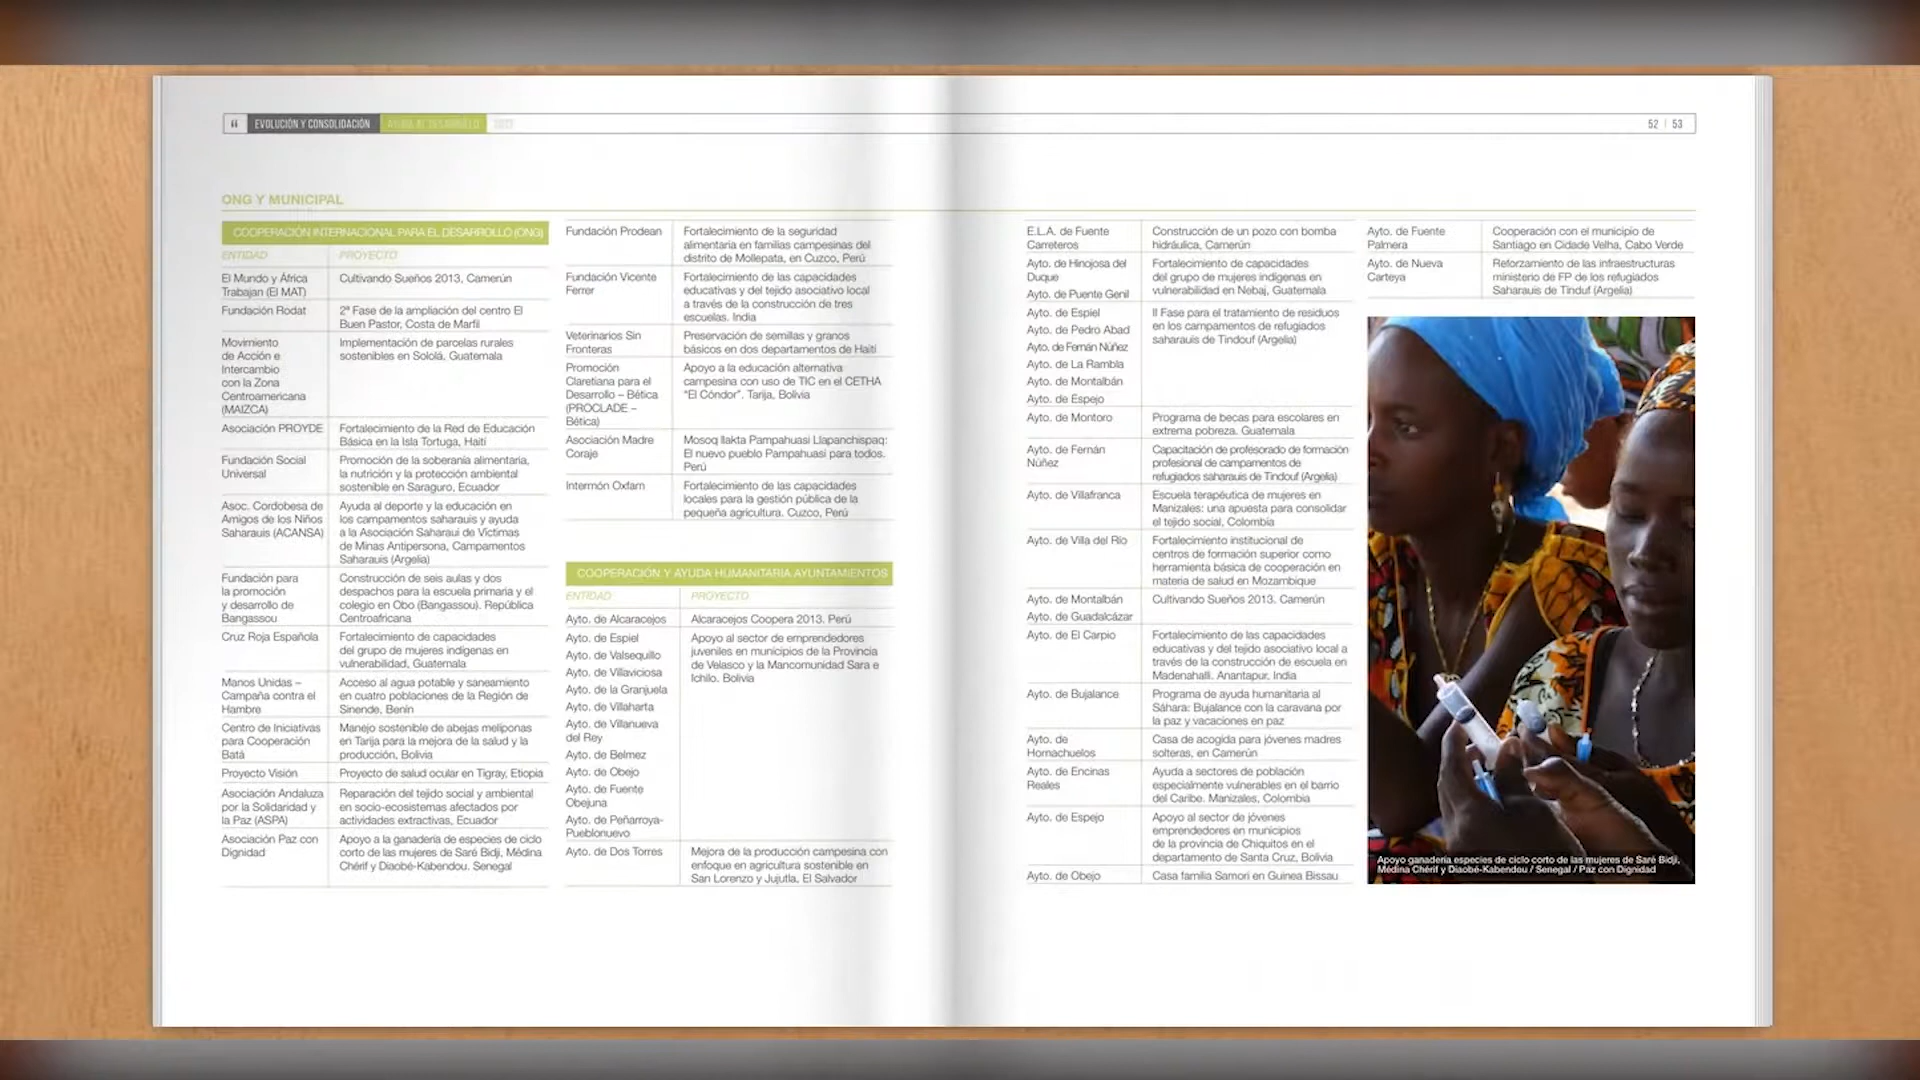 “ EVOLUCIÓN Y CONSOLIDACIÓN AYUDA AL DESARROLLO 2013
52 | 53
ONG Y MUNICIPAL
COOPERACIÓN INTERNACIONAL PARA EL DESARROLLO (ONG)
ENTIDAD PROYECTO
El Mundo y África
Trabajan (El MAT)
Cultivando Sueños 2013, Camerún
Fundación Rodat
2ª Fase de la ampliación del centro El
Buen Pastor, Costa de Marfil
Movimiento
de Acción e
Intercambio
con la Zona
Centroamericana
(MAIZCA)
Implementación de parcelas rurales
sostenibles en Sololá. Guatemala
Asociación PROYDE
Fortalecimiento de la Red de Educación
Básica en la Isla Tortuga, Haití
Fundación Social
Universal
Promoción de la soberanía alimentaria,
la nutrición y la protección ambiental
sostenible en Saraguro, Ecuador
Asoc. Cordobesa de
Amigos de los Niños
Saharauis (ACANSA)
Ayuda al deporte y la educación en
los campamentos saharauis y ayuda
a la Asociación Saharaui de Víctimas
de Minas Antipersona, Campamentos
Saharauis (Argelia)
Fundación para
la promoción
y desarrollo de
Bangassou
Construcción de seis aulas y dos
despachos para la escuela primaria y el
colegio en Obo (Bangassou). República
Centroafricana
Cruz Roja Española
Fortalecimiento de capacidades
del grupo de mujeres indígenas en
vulnerabilidad, Guatemala
Manos Unidas –
Campaña contra el
Hambre
Acceso al agua potable y saneamiento
en cuatro poblaciones de la Región de
Sinende, Benín
Centro de Iniciativas
para Cooperación
Batá
Manejo sostenible de abejas meliponas
en Tarija para la mejora de la salud y la
producción, Bolivia
Proyecto Visión
Proyecto de salud ocular en Tigray, Etiopia
Asociación Andaluza
por la Solidaridad y
la Paz (ASPA)
Reparación del tejido social y ambiental
en socio-ecosistemas afectados por
actividades extractivas, Ecuador
Asociación Paz con
Dignidad
Apoyo a la ganadería de especies de ciclo
corto de las mujeres de Saré Bidji, Médina
Chérif y Diaobé-Kabendou. Senegal
Fundación Prodean
Fortalecimiento de la seguridad
alimentaria en familias campesinas del
distrito de Mollepata, en Cuzco, Perú
Fundación Vicente
Ferrer
Fortalecimiento de las capacidades
educativas y del tejido asociativo local
a través de la construcción de tres
escuelas. India
Veterinarios Sin
Fronteras
Preservación de semillas y granos
básicos en dos departamentos de Haití
Promoción
Claretiana para el
Desarrollo – Bética
(PROCLADE –
Bética)
Apoyo a la educación alternativa
campesina con uso de TIC en el CETHA
“El Cóndor”. Tarija, Bolivia
Asociación Madre
Coraje
Mosoq llakta Pampahuasi Llapanchispaq:
El nuevo pueblo Pampahuasi para todos.
Perú
Intermón Oxfam
Fortalecimiento de las capacidades
locales para la gestión pública de la
pequeña agricultura. Cuzco, Perú
COOPERACIÓN Y AYUDA HUMANITARIA AYUNTAMIENTOS
ENTIDAD PROYECTO
Ayto. de Alcaracejos
Alcaracejos Coopera 2013. Perú
Ayto. de Espiel
Ayto. de Valsequillo
Ayto. de Villaviciosa
Ayto. de la Granjuela
Ayto. de Villaharta
Ayto. de Villanueva
del Rey
Ayto. de Belmez
Ayto. de Obejo
Ayto. de Fuente
Obejuna
Ayto. de Peñarroya-
Pueblonuevo
Apoyo al sector de emprendedores
juveniles en municipios de la Provincia
de Velasco y la Mancomunidad Sara e
Ichilo. Bolivia
Ayto. de Dos Torres
Mejora de la producción campesina con
enfoque en agricultura sostenible en
San Lorenzo y Jujutla, El Salvador
E.L.A. de Fuente
Carreteros
Construcción de un pozo con bomba
hidráulica, Camerún
Ayto. de Hinojosa del
Duque
Ayto. de Puente Genil
Fortalecimiento de capacidades
del grupo de mujeres indígenas en
vulnerabilidad en Nebaj, Guatemala
Ayto. de Espiel
Ayto. de Pedro Abad
Ayto. de Fernán Núñez
Ayto. de La Rambla
Ayto. de Montalbán
Ayto. de Espejo
II Fase para el tratamiento de residuos
en los campamentos de refugiados
saharauis de Tindouf (Argelia)
Ayto. de Montoro
Programa de becas para escolares en
extrema pobreza. Guatemala
Ayto. de Fernán
Núñez
Capacitación de profesorado de formación
profesional de campamentos de
refugiados saharauis de Tindouf (Argelia)
Ayto. de Villafranca
Escuela terapéutica de mujeres en
Manizales: una apuesta para consolidar
el tejido social, Colombia
Ayto. de Villa del Río
Fortalecimiento institucional de
centros de formación superior como
herramienta básica de cooperación en
materia de salud en Mozambique
Ayto. de Montalbán
Ayto. de Guadalcázar
Cultivando Sueños 2013. Camerún
Ayto. de El Carpio
Fortalecimiento de las capacidades
educativas y del tejido asociativo local a
través de la construcción de escuela en
Madenahalli. Anantapur, India
Ayto. de Bujalance
Programa de ayuda humanitaria al
Sáhara: Bujalance con la caravana por
la paz y vacaciones en paz
Ayto. de
Hornachuelos
Casa de acogida para jóvenes madres
solteras, en Camerún
Ayto. de Encinas
Reales
Ayuda a sectores de población
especialmente vulnerables en el barrio
del Caribe. Manizales, Colombia
Ayto. de Espejo
Apoyo al sector de jóvenes
emprendedores en municipios
de la provincia de Chiquitos en el
departamento de Santa Cruz, Bolivia
Ayto. de Obejo
Casa familia Samori en Guinea Bissau
Ayto. de Fuente
Palmera
Cooperación con el municipio de
Santiago en Cidade Velha, Cabo Verde
Ayto. de Nueva
Carteya
Reforzamiento de las infraestructuras
ministerio de FP de los refugiados
Saharauis de Tinduf (Argelia)
Apoyo ganadería especies de ciclo corto de las mujeres de Saré Bidji,
Médina Chérif y Diaobé-Kabendou / Senegal / Paz con Dignidad